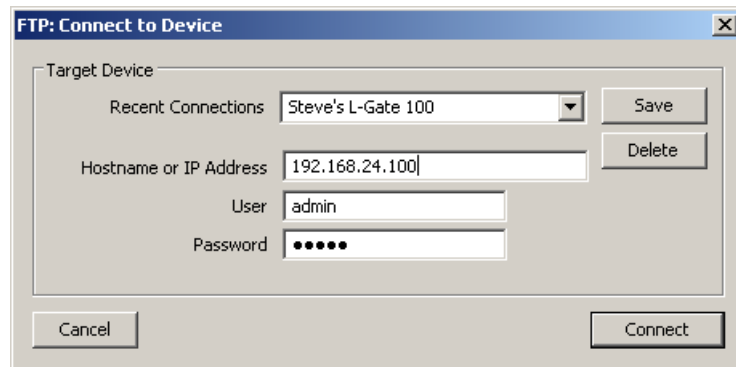 FTP: Connect to Device
Target Device
Recent Connections Steve's L-Gate 100 Save
Delete
Hostname or IP Address 192.168.24.100
User admin
Password •••••
Cancel Connect